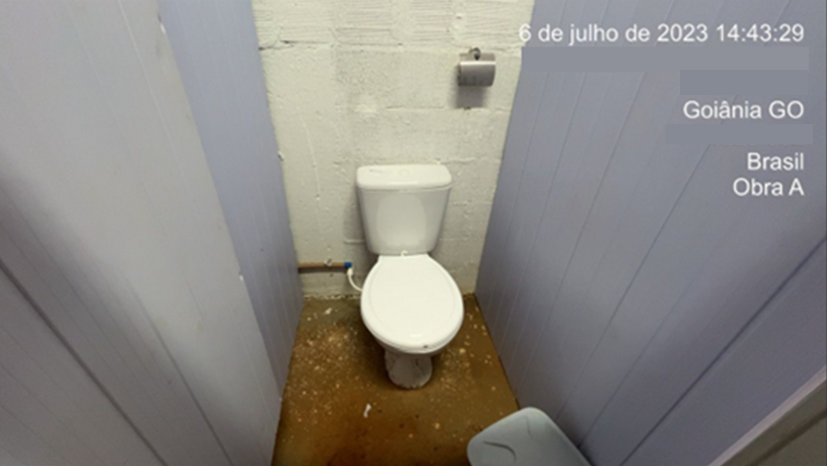 6 de julho de 2023 14:43:29
Goiânia GO
Brasil
Obra A